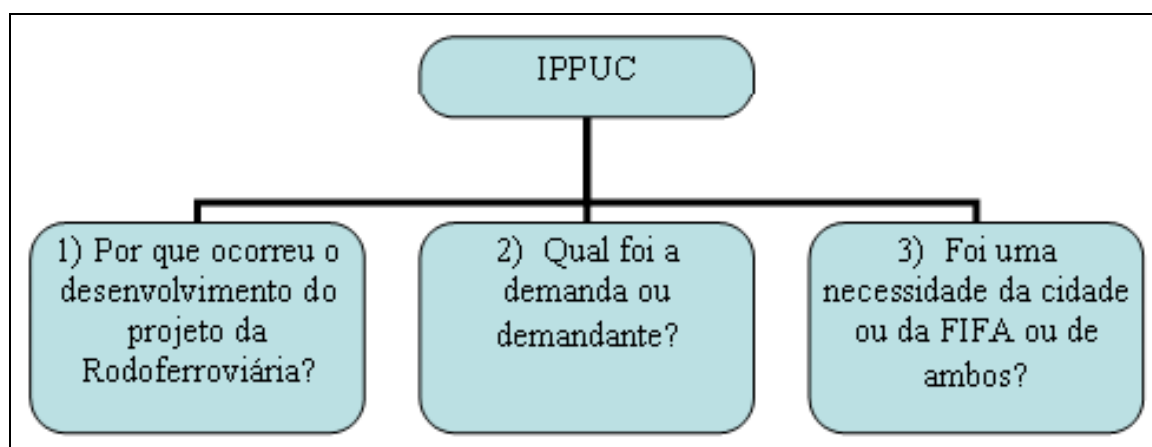 IPPUC
1) Por que ocorreu o
desenvolvimento do
projeto da
Rodoferroviária?
2) Qual foi a
demanda ou
demandante?
3) Foi uma
necessidade da cidade
ou da FIFA ou de
ambos?